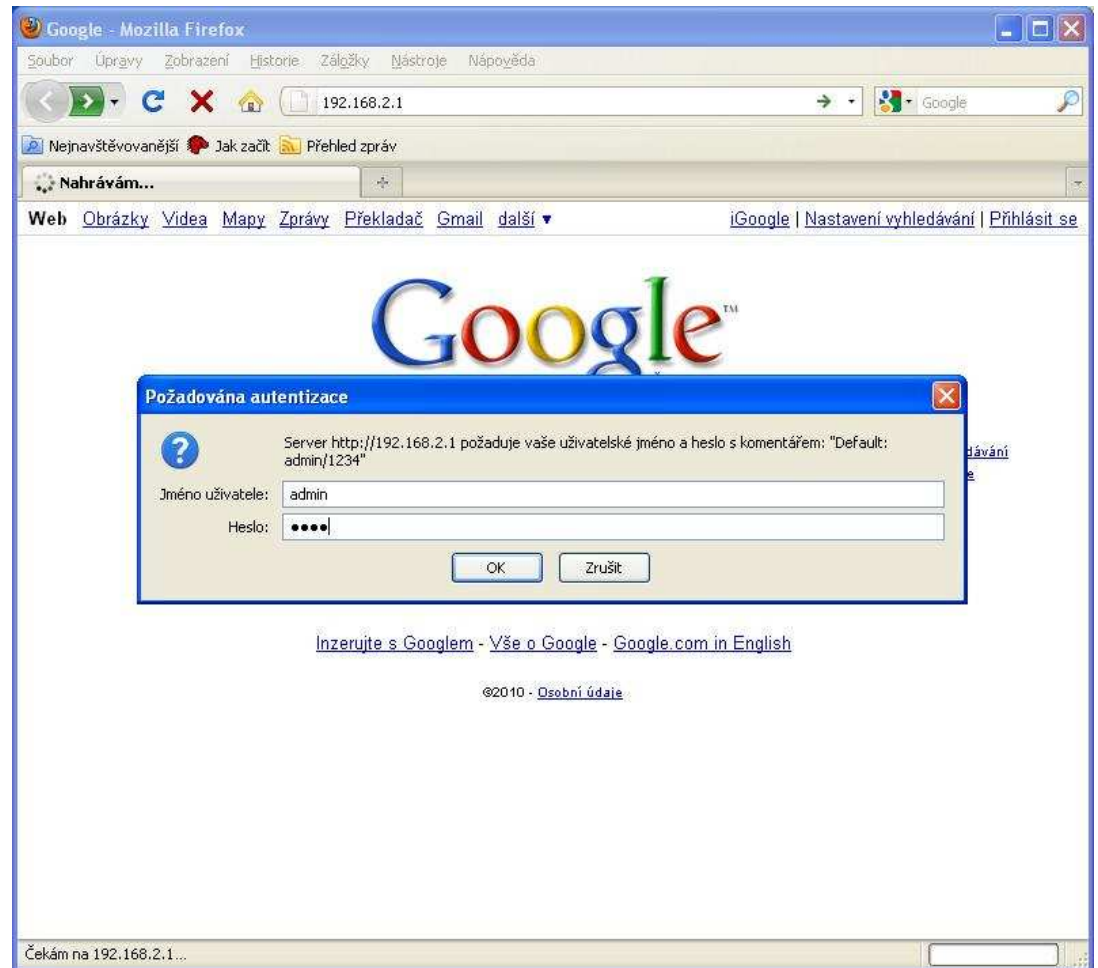 Google - Mozilla Firefox
Soubor Úpravy Zobrazení Historie Záložky Nástroje Nápověda
192.168.2.1 Google
Nejnavštěvovanější Jak začít Přehled zpráv
Nahrávám...
Web Obrázky Videa Mapy Zprávy Překladač Gmail další ▼ iGoogle | Nastavení vyhledávání | Přihlásit se
Google™
Požadována autentizace
Server http://192.168.2.1 požaduje vaše uživatelské jméno a heslo s komentářem: "Default:
admin/1234"
dávání
Jméno uživatele: admin
Heslo: ●●●●
OK Zrušit
Inzerujte s Googlem - Vše o Google - Google.com in English
©2010 - Osobní údaje
Čekám na 192.168.2.1...